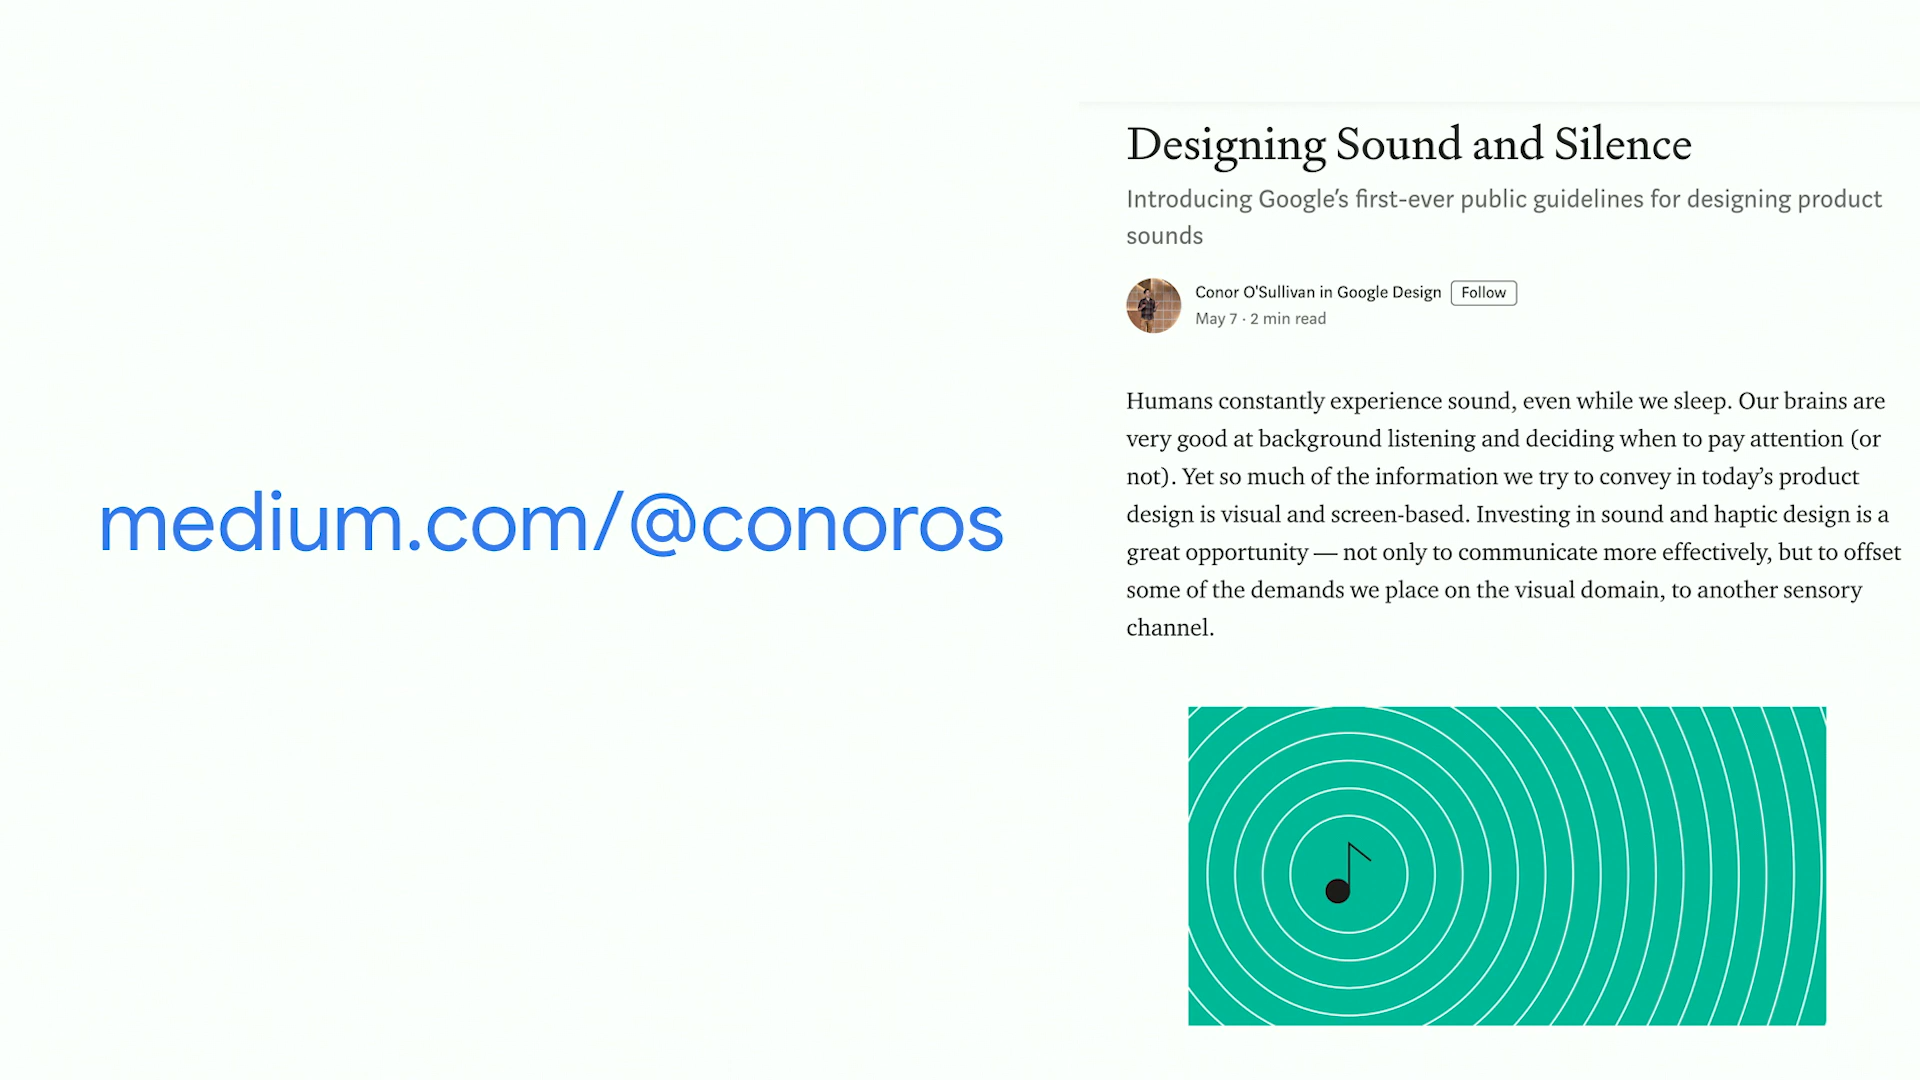 medium.com/@conoros
Designing Sound and Silence
Introducing Google’s first-ever public guidelines for designing product
sounds
Conor O'Sullivan in Google Design Follow
May 7 · 2 min read
Humans constantly experience sound, even while we sleep. Our brains are
very good at background listening and deciding when to pay attention (or
not). Yet so much of the information we try to convey in today’s product
design is visual and screen-based. Investing in sound and haptic design is a
great opportunity — not only to communicate more effectively, but to offset
some of the demands we place on the visual domain, to another sensory
channel.